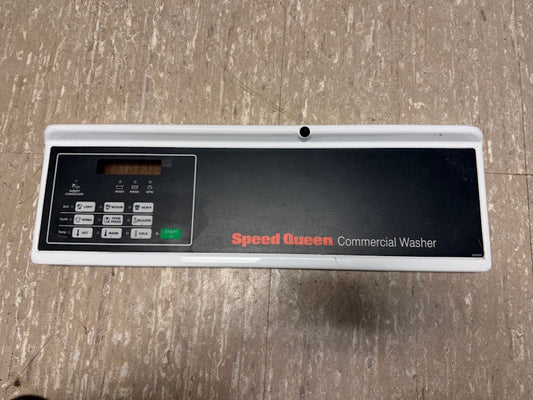 INSERT
WASH RINSE SPIN
Soil LIGHT MEDIUM HEAVY
Cycle NORMAL PERM PRESS DELICATE
Temp HOT WARM COLD START
Speed Queen Commercial Washer